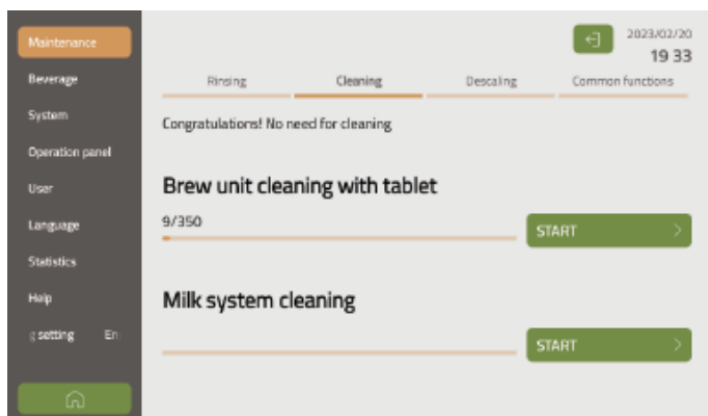 Maintenance
Beverage
System
Operation panel
User
Language
Statistics
Help
setting En
2023/02/20
19 33
Rinsing Cleaning Descaling Common functions
Congratulations! No need for cleaning
Brew unit cleaning with tablet
9/350
START
Milk system cleaning
START